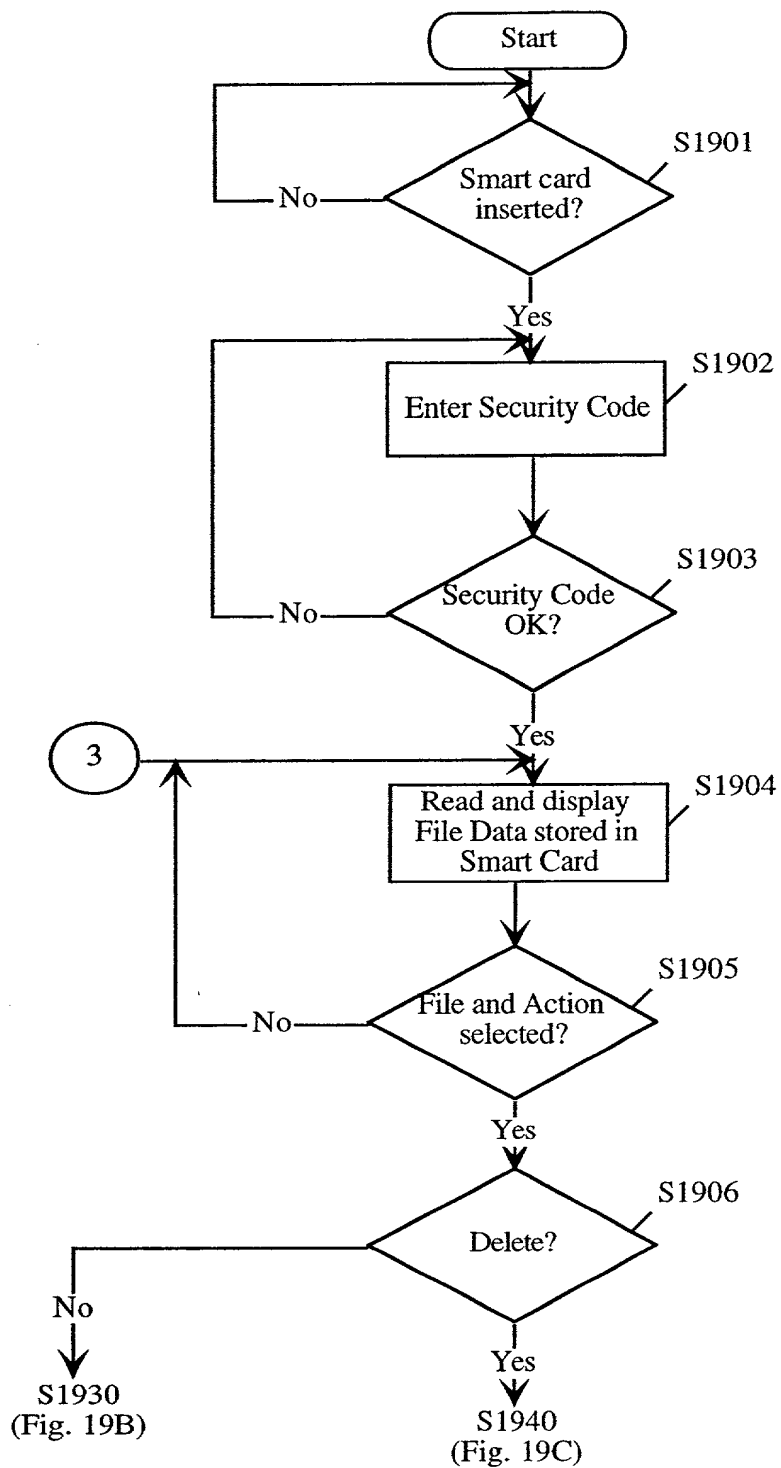 Start
S1901
Smart card
inserted?
No
Yes
S1902
Enter Security Code
S1903
Security Code
OK?
No
Yes
3
S1904
Read and display
File Data stored in
Smart Card
S1905
File and Action
selected?
No
Yes
S1906
Delete?
No
Yes
S1930
(Fig. 19B)
S1940
(Fig. 19C)